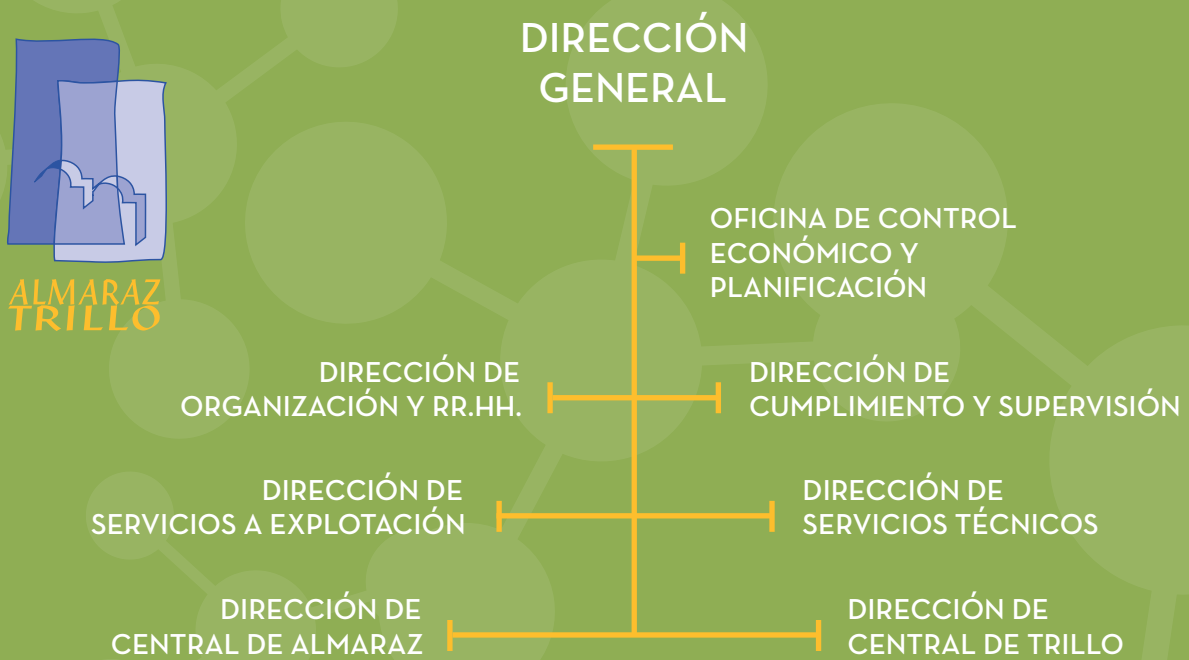 DIRECCIÓN
GENERAL
ALMARAZ
TRILLO
OFICINA DE CONTROL
ECONÓMICO Y
PLANIFICACIÓN
DIRECCIÓN DE
ORGANIZACIÓN Y RR.HH.
DIRECCIÓN DE
CUMPLIMIENTO Y SUPERVISIÓN
DIRECCIÓN DE
SERVICIOS A EXPLOTACIÓN
DIRECCIÓN DE
SERVICIOS TÉCNICOS
DIRECCIÓN DE
CENTRAL DE ALMARAZ
DIRECCIÓN DE
CENTRAL DE TRILLO